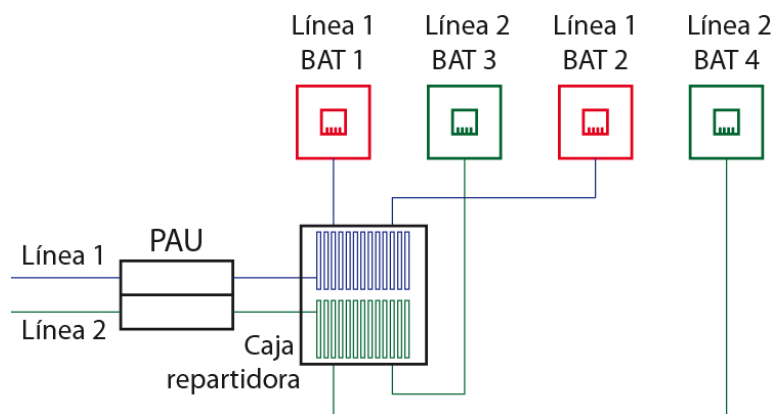 Línea 1
BAT 1
Línea 2
BAT 3
Línea 1
BAT 2
Línea 2
BAT 4
PAU
Línea 1
Línea 2
Caja
repartidora